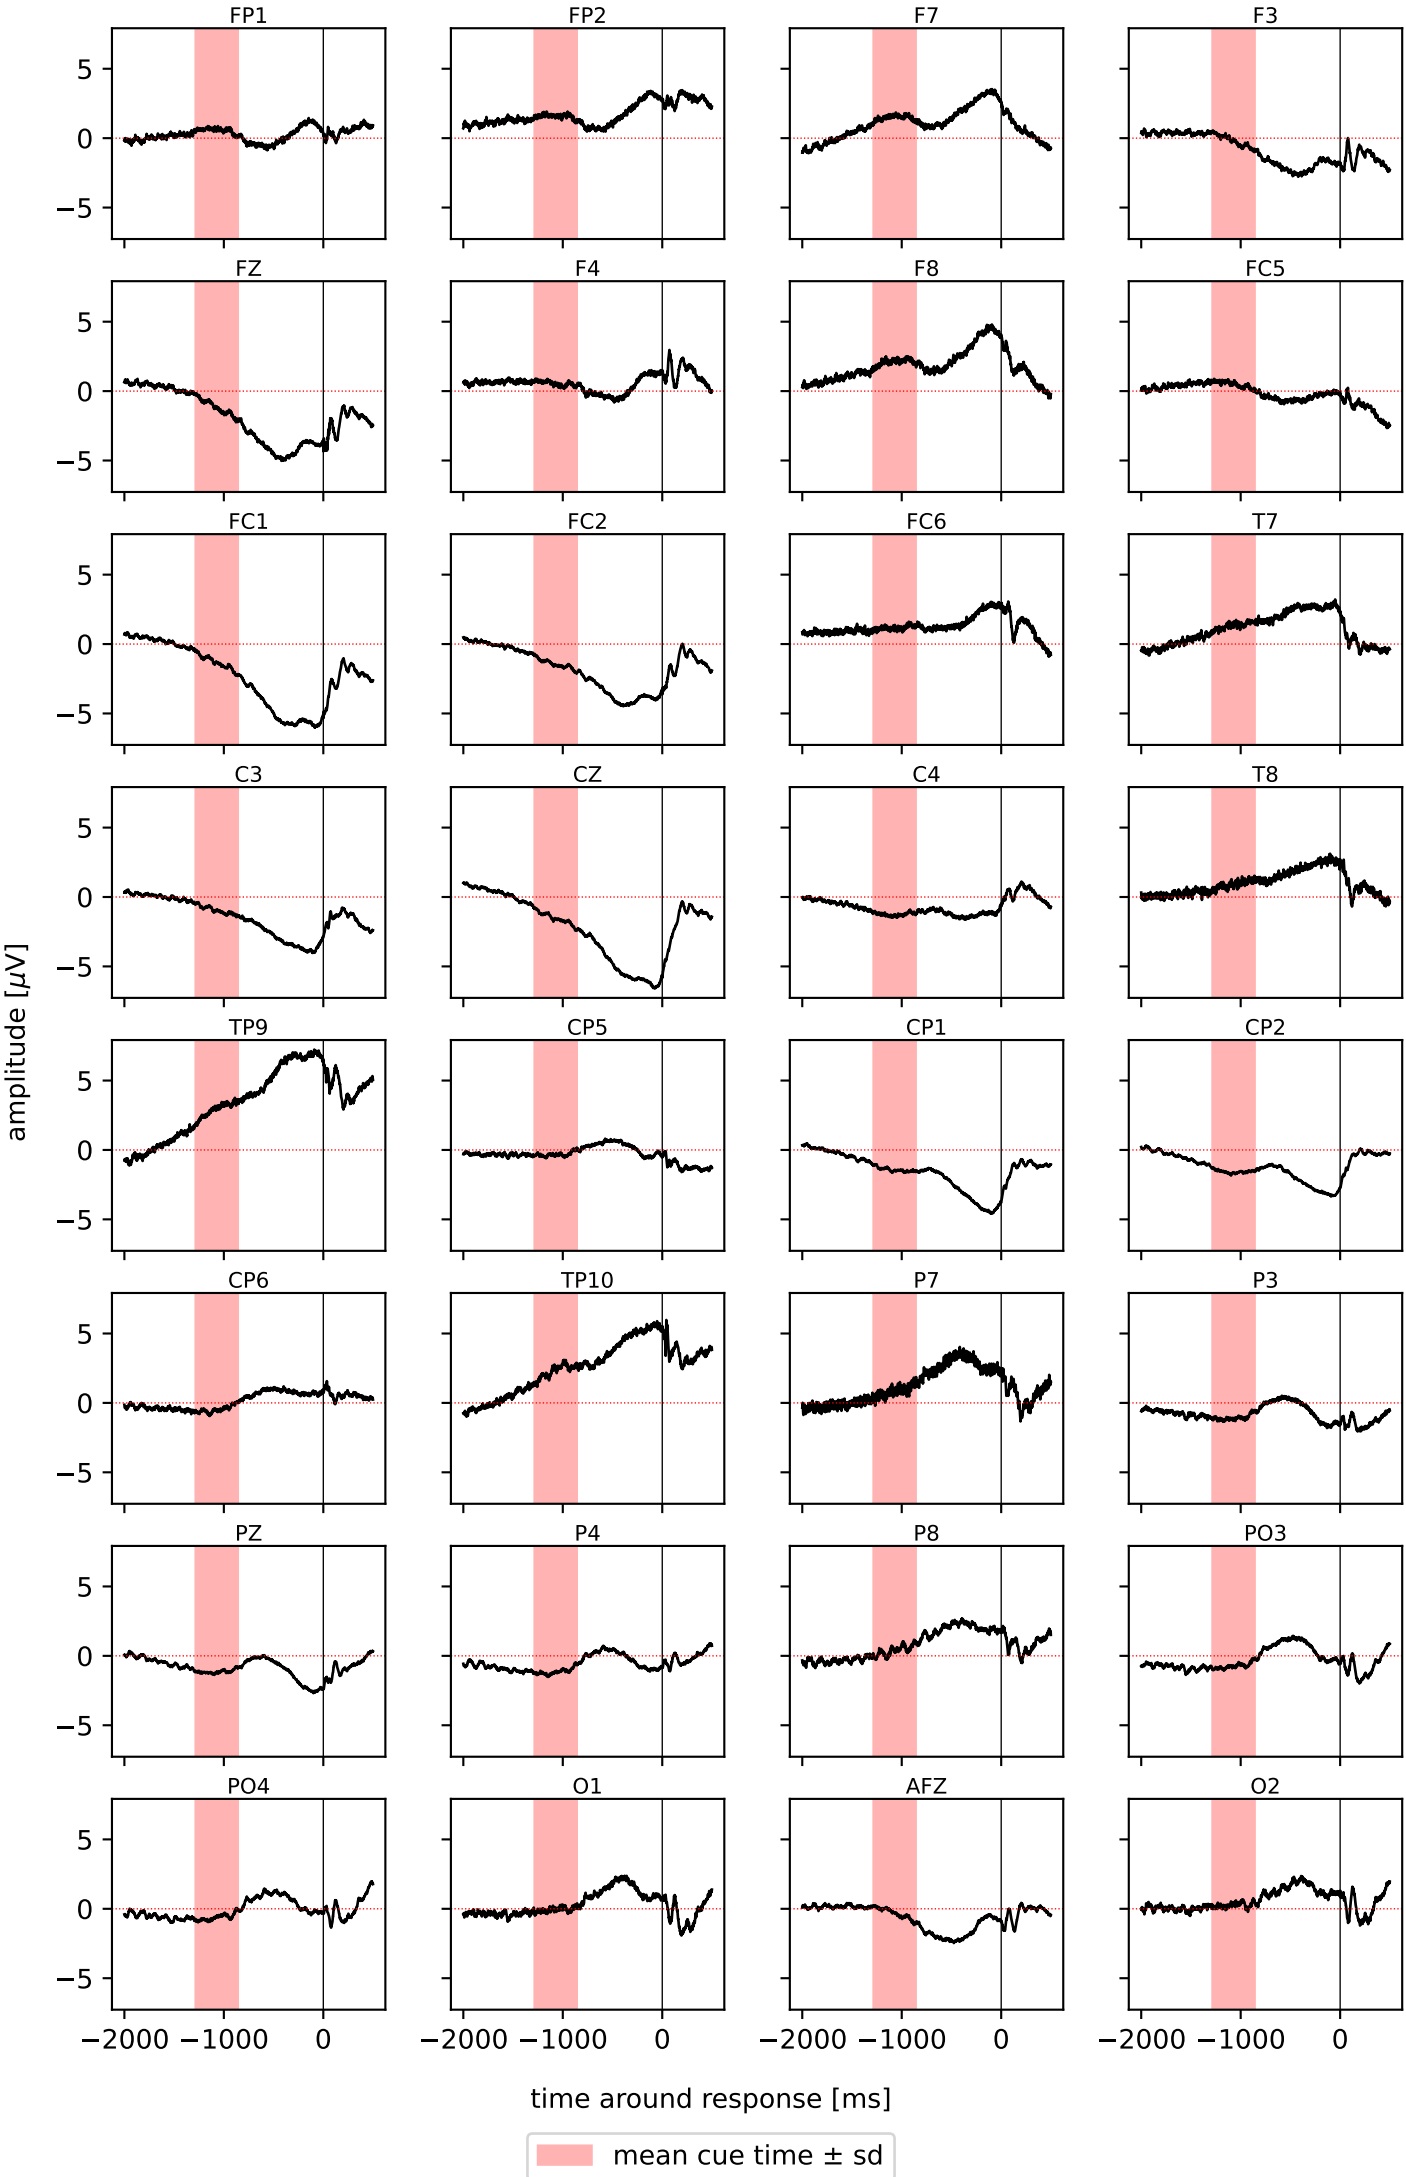 FP1 FP2 F7 F3
5
0
−5
FZ F4 F8 FC5
5
0
−5
FC1 FC2 FC6 T7
5
0
−5
C3 CZ C4 T8
5
0
−5
amplitude [μV]
TP9 CP5 CP1 CP2
5
0
−5
CP6 TP10 P7 P3
5
0
−5
PZ P4 P8 PO3
5
0
−5
PO4 O1 AFZ O2
5
0
−5
−2000 −1000 0 −2000 −1000 0 −2000 −1000 0 −2000 −1000 0
time around response [ms]
mean cue time ± sd